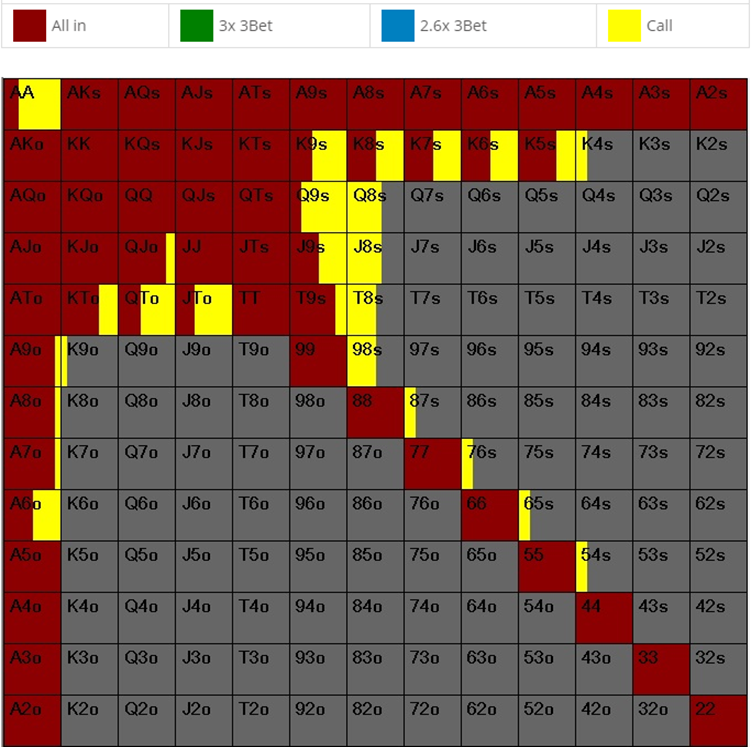 All in 3x 3Bet 2.6x 3Bet Call
AA AKs AQs AJs ATs A9s A8s A7s A6s A5s A4s A3s A2s
AKo KK KQs KJs KTs K9s K8s K7s K6s K5s K4s K3s K2s
AQo KQo QQ QJs QTs Q9s Q8s Q7s Q6s Q5s Q4s Q3s Q2s
AJo KJo QJo JJ JTs J9s J8s J7s J6s J5s J4s J3s J2s
ATo KTo QTo JTo TT T9s T8s T7s T6s T5s T4s T3s T2s
A9o K9o Q9o J9o T9o 99 98s 97s 96s 95s 94s 93s 92s
A8o K8o Q8o J8o T8o 98o 88 87s 86s 85s 84s 83s 82s
A7o K7o Q7o J7o T7o 97o 87o 77 76s 75s 74s 73s 72s
A6o K6o Q6o J6o T6o 96o 86o 76o 66 65s 64s 63s 62s
A5o K5o Q5o J5o T5o 95o 85o 75o 65o 55 54s 53s 52s
A4o K4o Q4o J4o T4o 94o 84o 74o 64o 54o 44 43s 42s
A3o K3o Q3o J3o T3o 93o 83o 73o 63o 53o 43o 33 32s
A2o K2o Q2o J2o T2o 92o 82o 72o 62o 52o 42o 32o 22